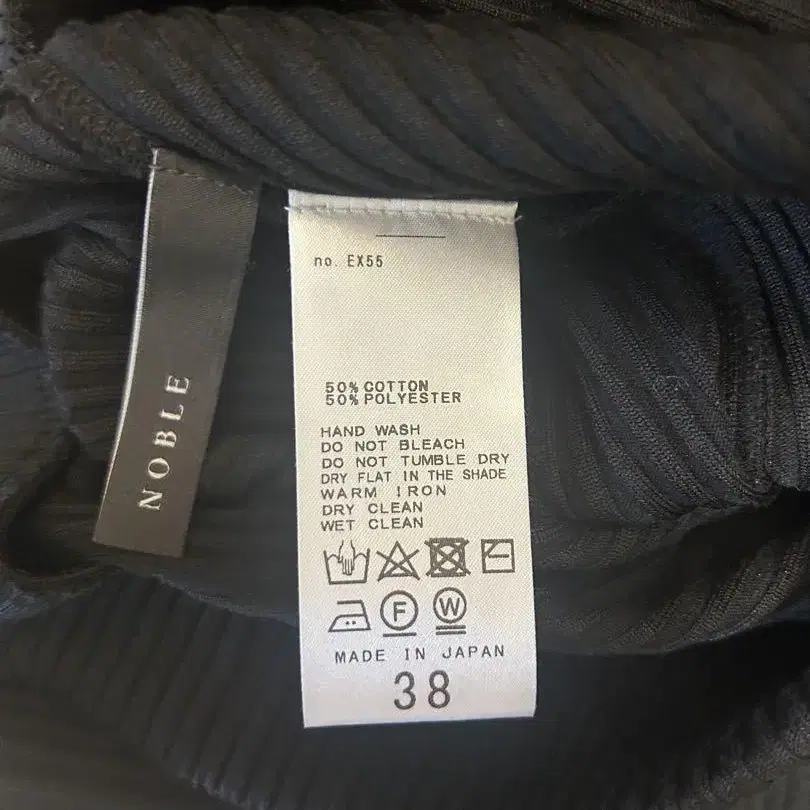 NOBLE
no. EX55
50% COTTON
50% POLYESTER
HAND WASH
DO NOT BLEACH
DO NOT TUMBLE DRY
DRY FLAT IN THE SHADE
WARM IRON
DRY CLEAN
WET CLEAN
F W
MADE IN JAPAN
38